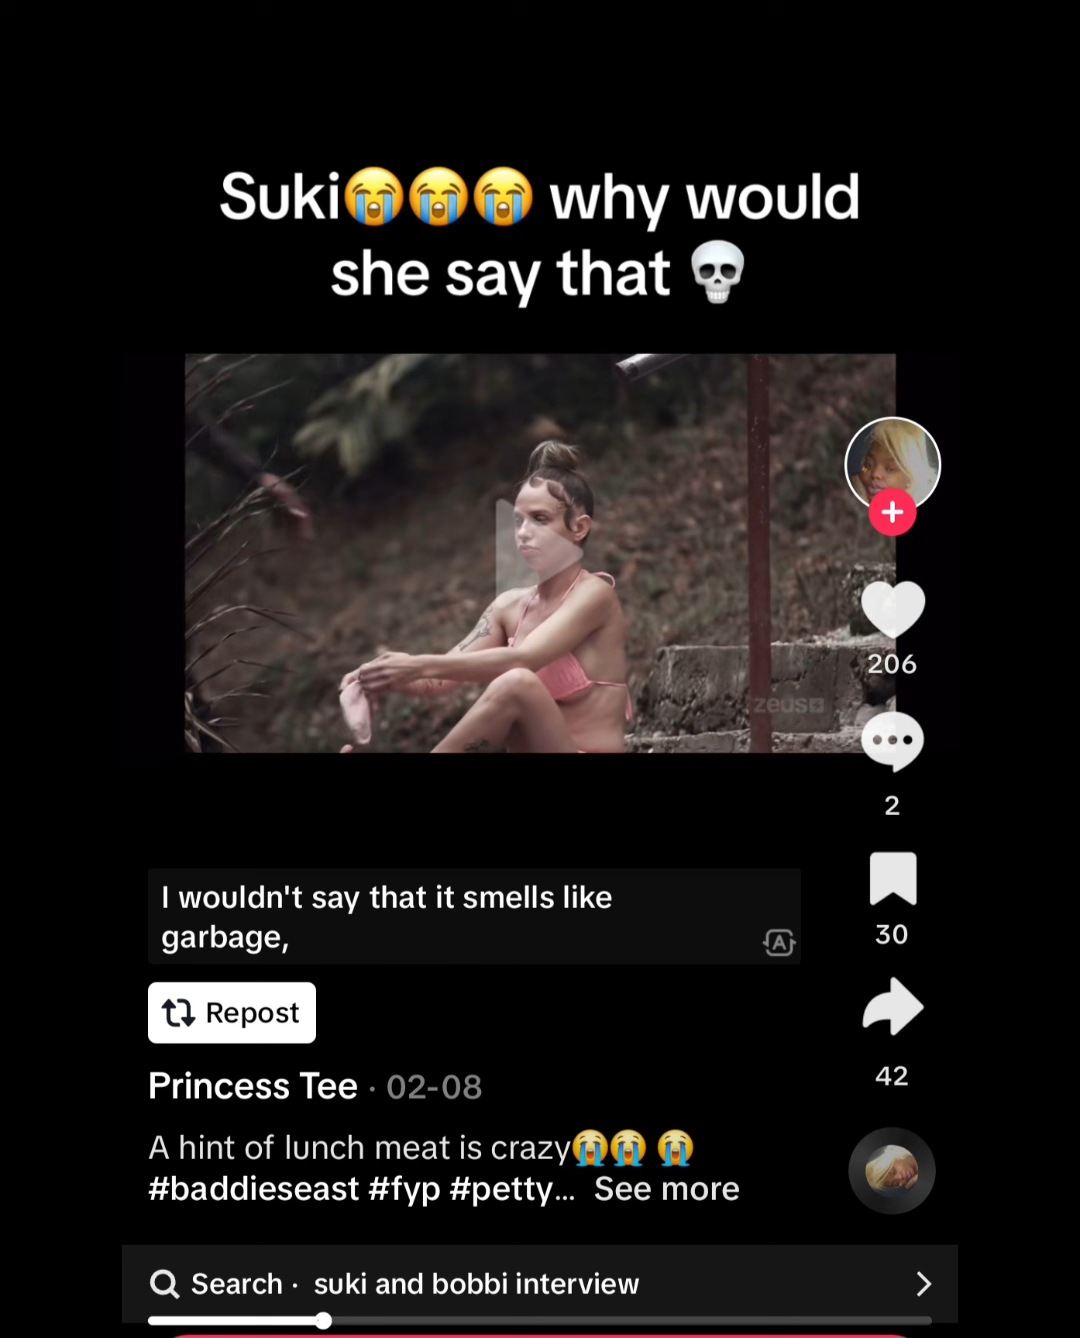 Suki😭😭😭 why would
she say that 💀
zeus
206
2
I wouldn't say that it smells like
garbage,
A
30
Repost
42
Princess Tee · 02-08
A hint of lunch meat is crazy😭😭 😭
#baddieseast #fyp #petty... See more
Search · suki and bobbi interview